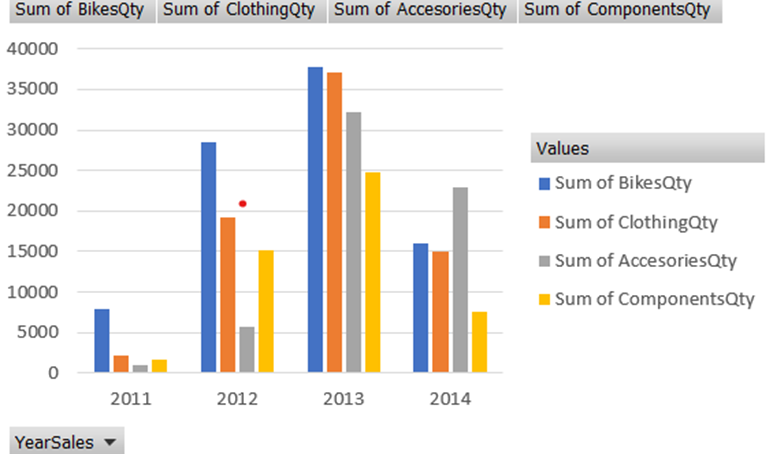 Sum of BikesQty Sum of ClothingQty Sum of AccesoriesQty Sum of ComponentsQty
40000
35000
30000
25000
20000
15000
10000
5000
0
2011 2012 2013 2014
Values
Sum of BikesQty
Sum of ClothingQty
Sum of AccesoriesQty
Sum of ComponentsQty
YearSales